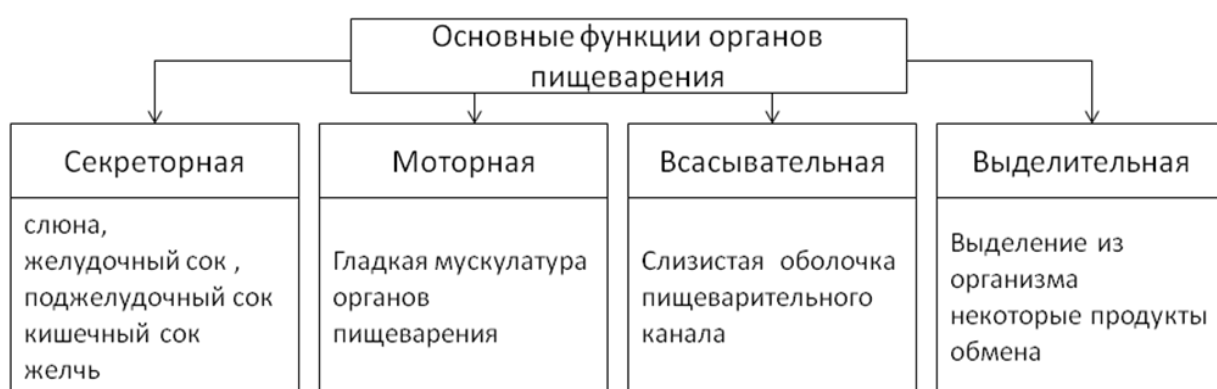 Основные функции органов
пищеварения
Секреторная
слюна,
желудочный сок ,
поджелудочный сок
кишечный сок
желчь
Моторная
Гладкая мускулатура
органов
пищеварения
Всасывательная
Слизистая оболочка
пищеварительного
канала
Выделительная
Выделение из
организма
некоторые продукты
обмена